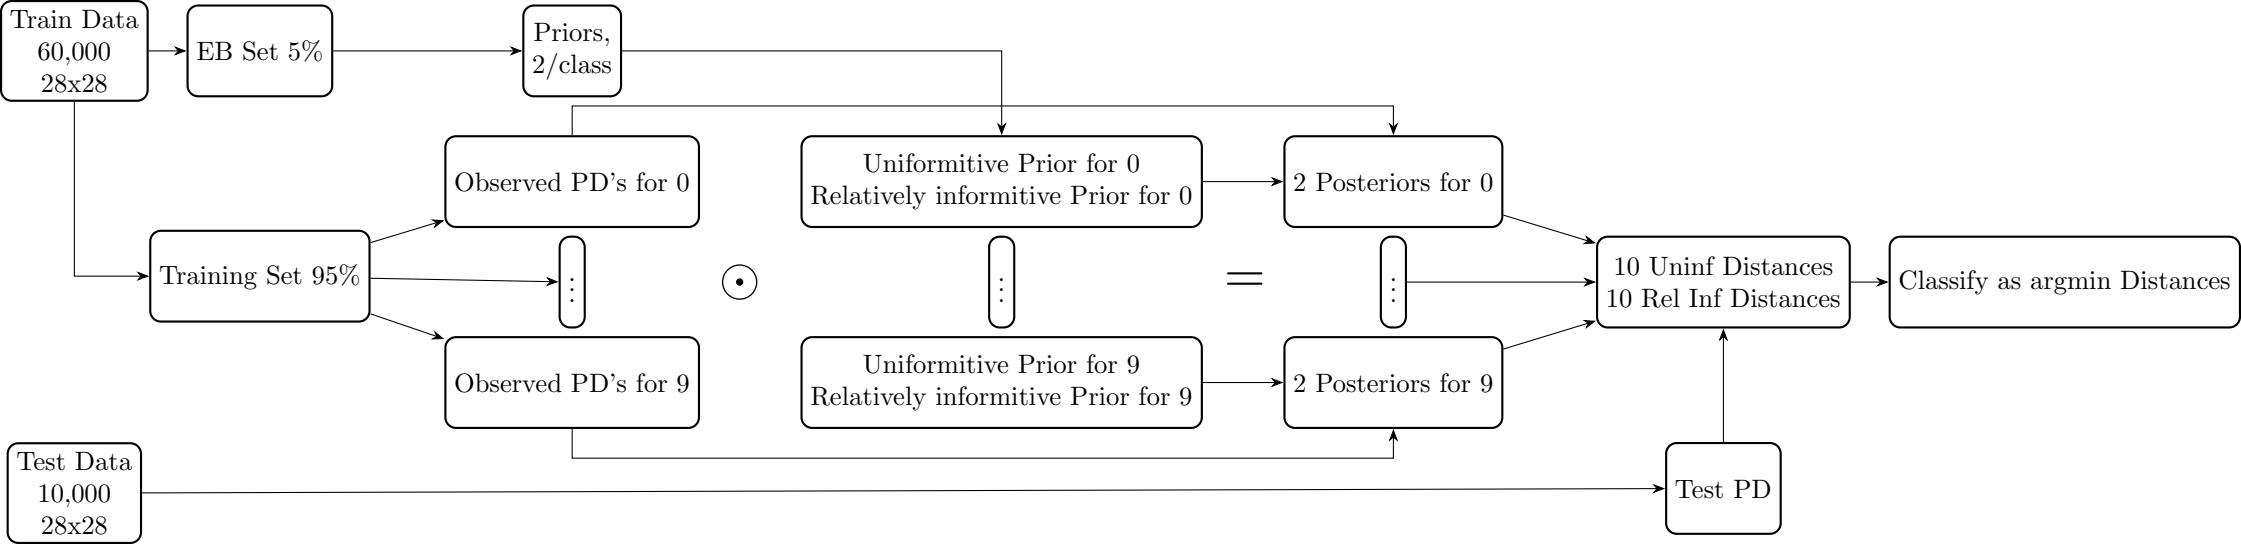 Train Data
60,000
28x28
EB Set 5%
Priors,
2/class
Observed PD's for 0
Uniformitive Prior for 0
Relatively informitive Prior for 0
2 Posteriors for 0
Training Set 95%
⋮
⊙
⋮
=
⋮
10 Uninf Distances
10 Rel Inf Distances
Classify as argmin Distances
Observed PD's for 9
Uniformitive Prior for 9
Relatively informitive Prior for 9
2 Posteriors for 9
Test Data
10,000
28x28
Test PD